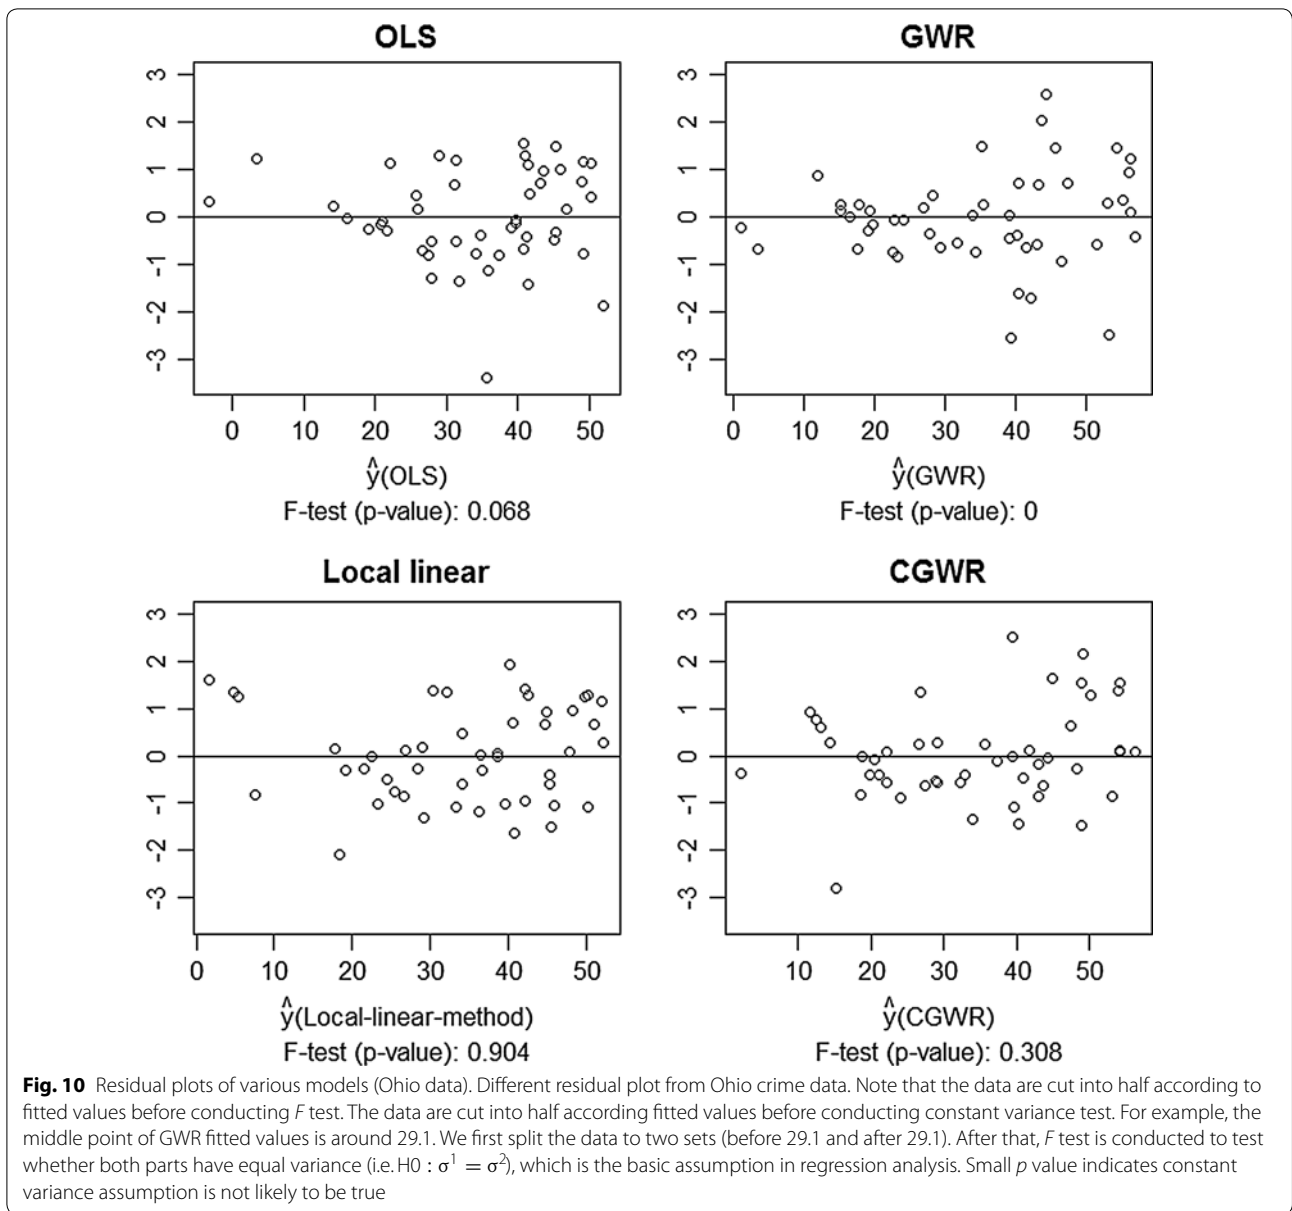 OLS
3
2
1
0
-1
-2
-3
0 10 20 30 40 50
ŷ(OLS)
F-test (p-value): 0.068
GWR
3
2
1
0
-1
-2
-3
0 10 20 30 40 50
ŷ(GWR)
F-test (p-value): 0
Local linear
3
2
1
0
-1
-2
-3
0 10 20 30 40 50
ŷ(Local-linear-method)
F-test (p-value): 0.904
CGWR
3
2
1
0
-1
-2
-3
10 20 30 40 50
ŷ(CGWR)
F-test (p-value): 0.308
Fig. 10 Residual plots of various models (Ohio data). Different residual plot from Ohio crime data. Note that the data are cut into half according to
fitted values before conducting F test. The data are cut into half according fitted values before conducting constant variance test. For example, the
middle point of GWR fitted values is around 29.1. We first split the data to two sets (before 29.1 and after 29.1). After that, F test is conducted to test
whether both parts have equal variance (i.e. H0 : σ¹ = σ²), which is the basic assumption in regression analysis. Small p value indicates constant
variance assumption is not likely to be true